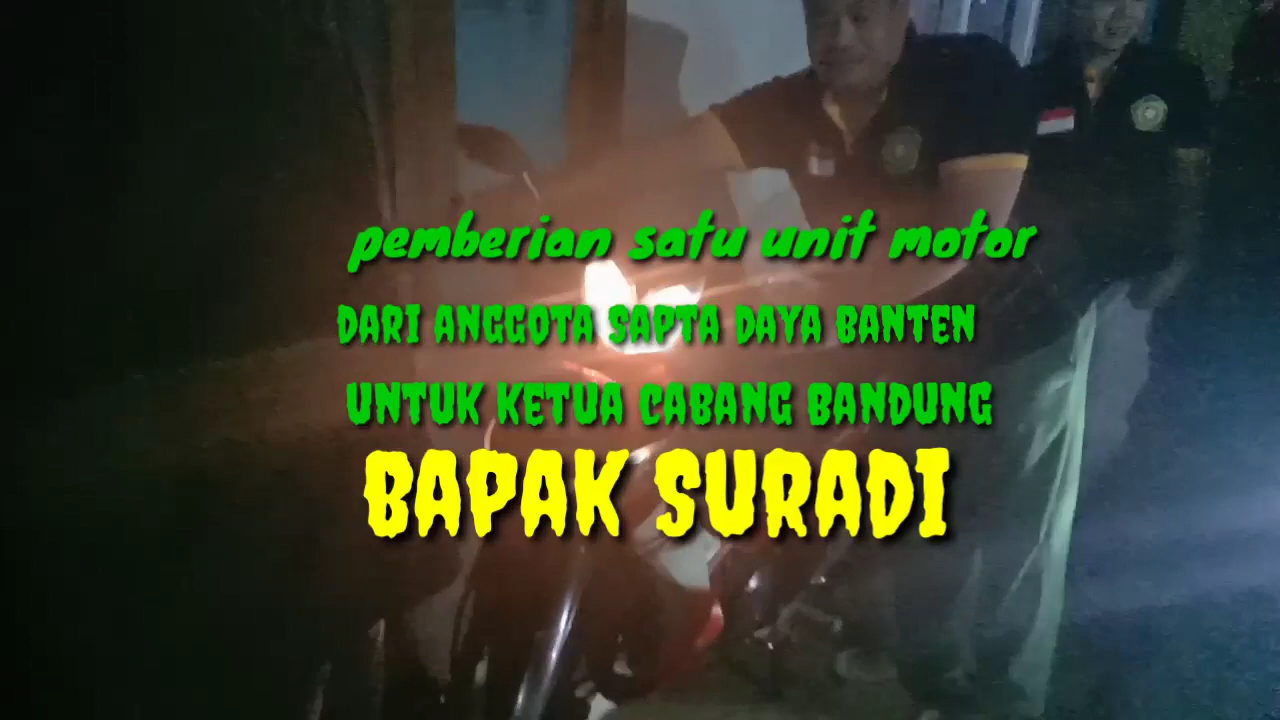 pemberian satu unit motor
DARI ANGGOTA SAPTA DAYA BANTEN
UNTUK KETUA CABANG BANDUNG
BAPAK SURADI